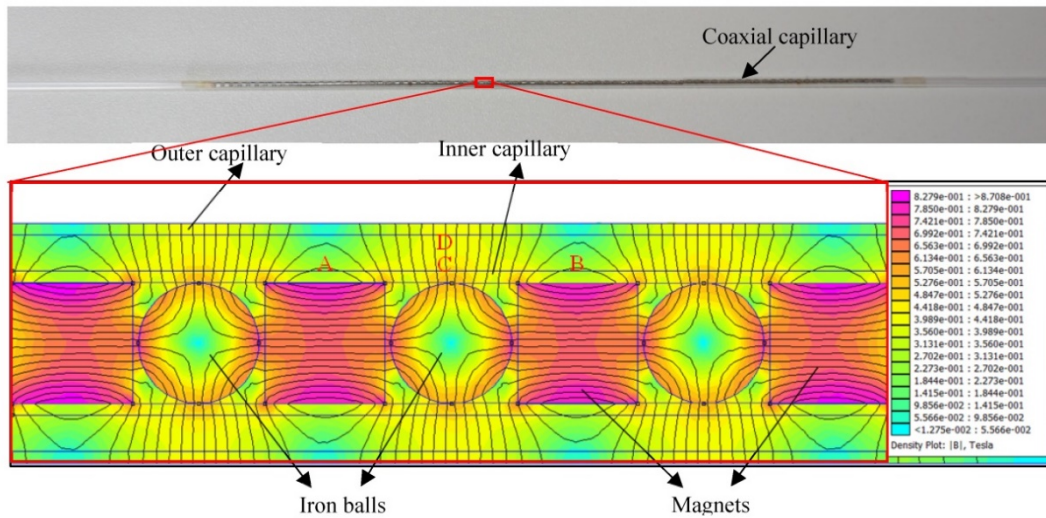 Coaxial capillary
Outer capillary
Inner capillary
D
A
C
B
8.279e-001 : >8.708e-001
7.850e-001 : 8.279e-001
7.421e-001 : 7.850e-001
6.992e-001 : 7.421e-001
6.563e-001 : 6.992e-001
6.134e-001 : 6.563e-001
5.705e-001 : 6.134e-001
5.276e-001 : 5.705e-001
4.847e-001 : 5.276e-001
4.418e-001 : 4.847e-001
3.989e-001 : 4.418e-001
3.560e-001 : 3.989e-001
3.131e-001 : 3.560e-001
2.702e-001 : 3.131e-001
2.273e-001 : 2.702e-001
1.844e-001 : 2.273e-001
1.415e-001 : 1.844e-001
9.856e-002 : 1.415e-001
5.566e-002 : 9.856e-002
<1.275e-002 : 5.566e-002
Density Plot: |B|, Tesla
Iron balls
Magnets